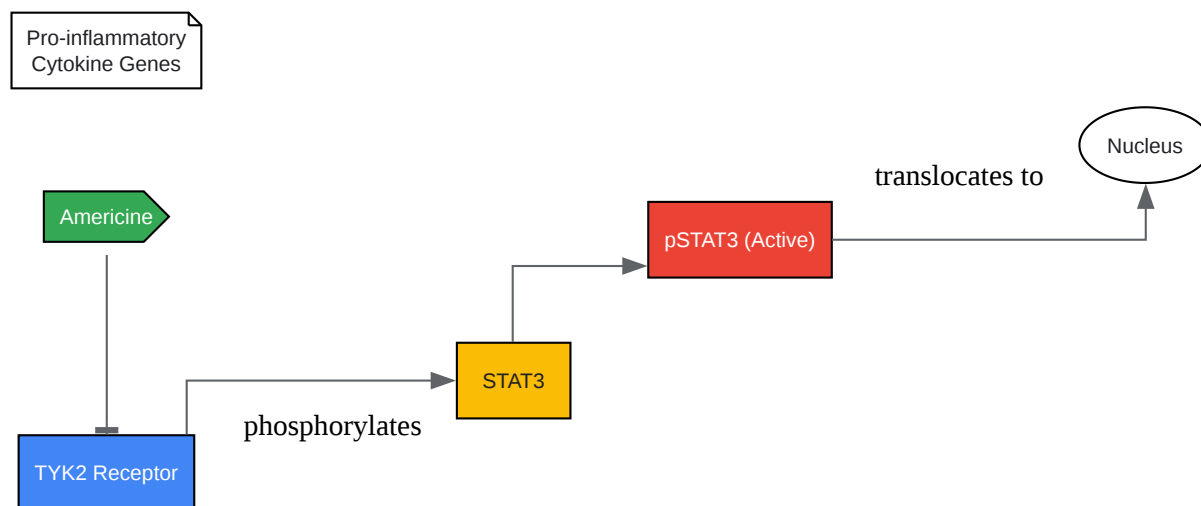 Pro-inflammatory
Cytokine Genes
Nucleus
translocates to
Americine
pSTAT3 (Active)
STAT3
phosphorylates
TYK2 Receptor